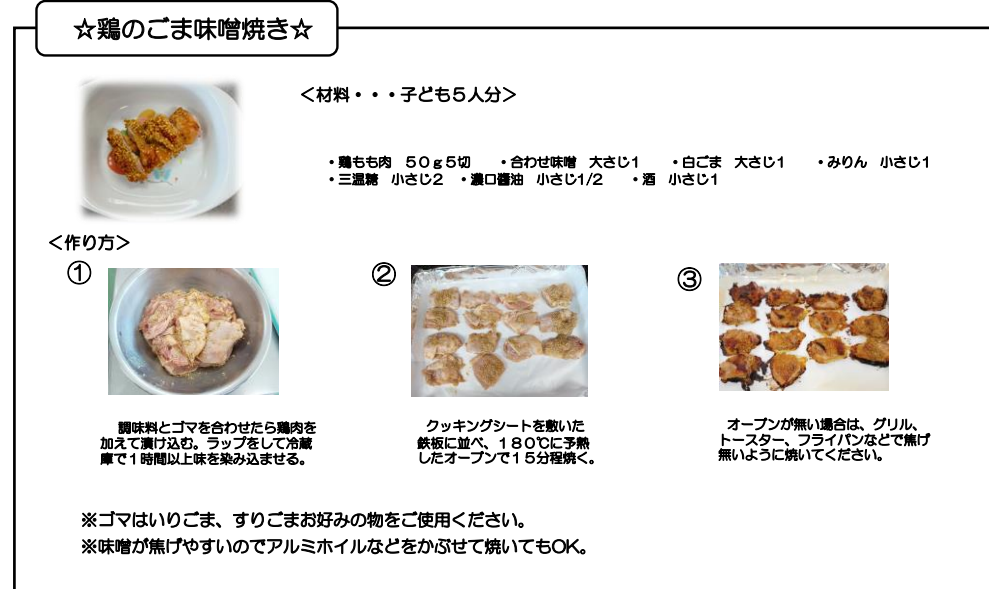 ☆鶏のごま味噌焼き☆
＜材料・・・子ども５人分＞
・鶏もも肉　５０ｇ５切　・合わせ味噌　大さじ1　・白ごま　大さじ１　・みりん　小さじ1
・三温糖　小さじ2　・濃口醤油　小さじ1/2　・酒　小さじ1
＜作り方＞
①
②
③
調味料とゴマを合わせたら鶏肉を
加えて漬け込む。ラップをして冷蔵
庫で１時間以上味を染み込ませる。
クッキングシートを敷いた
鉄板に並べ、１８０℃に予熱
したオーブンで１５分程焼く。
オーブンが無い場合は、グリル、
トースター、フライパンなどで焦げ
無いように焼いてください。
※ゴマはいりごま、すりごまお好みの物をご使用ください。
※味噌が焦げやすいのでアルミホイルなどをかぶせて焼いてもOK。